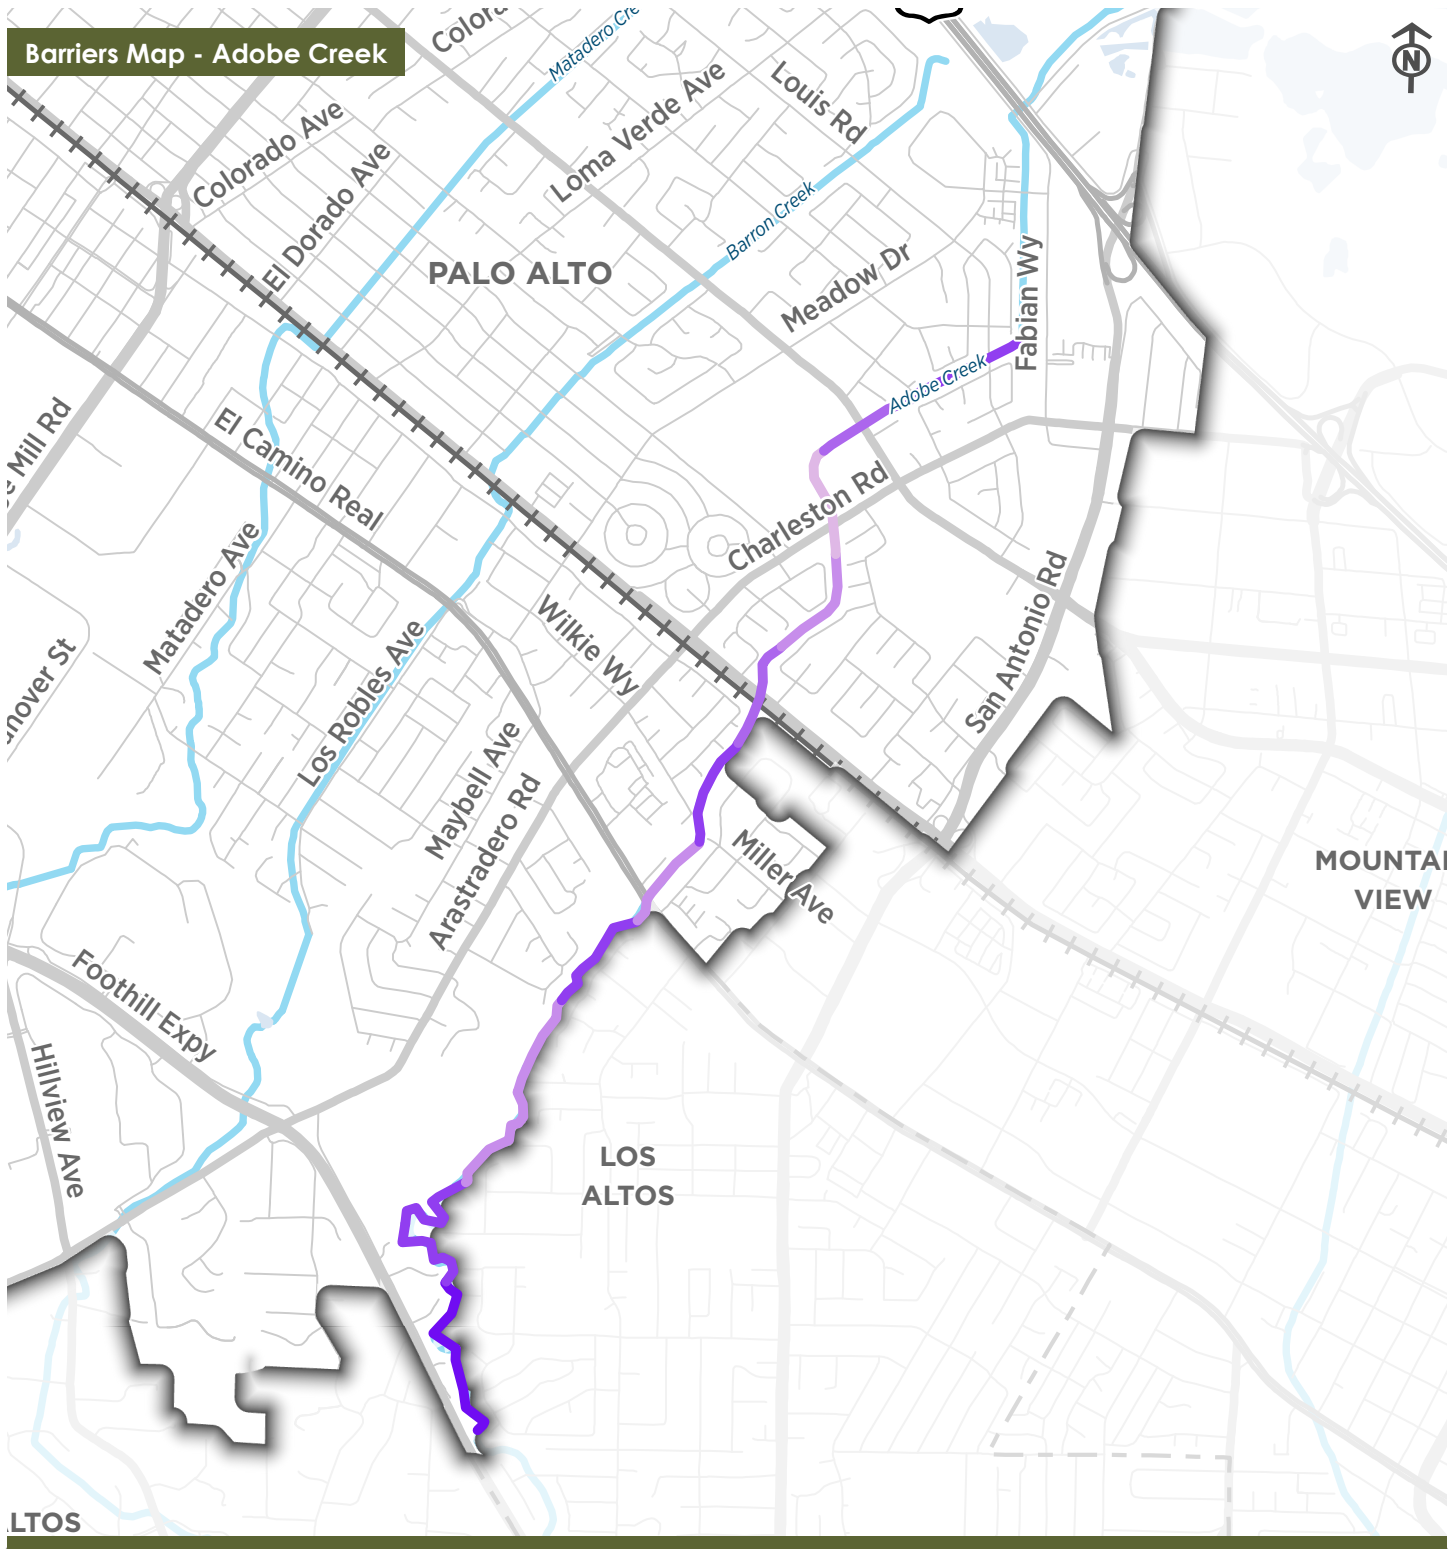 Barriers Map - Adobe Creek
N
Matadero Cre
Colorado Ave
Loma Verde Ave
Louis Rd
El Dorado Ave
Barron Creek
PALO ALTO
Meadow Dr
Fabian Wy
Adobe Creek
Mill Rd
El Camino Real
Charleston Rd
Matadero Ave
Wilkie Wy
San Antonio Rd
Los Robles Ave
Maybell Ave
Arastradero Rd
Miller Ave
MOUNTAI
VIEW
Foothill Expy
Hillview Ave
LOS
ALTOS
LTOS